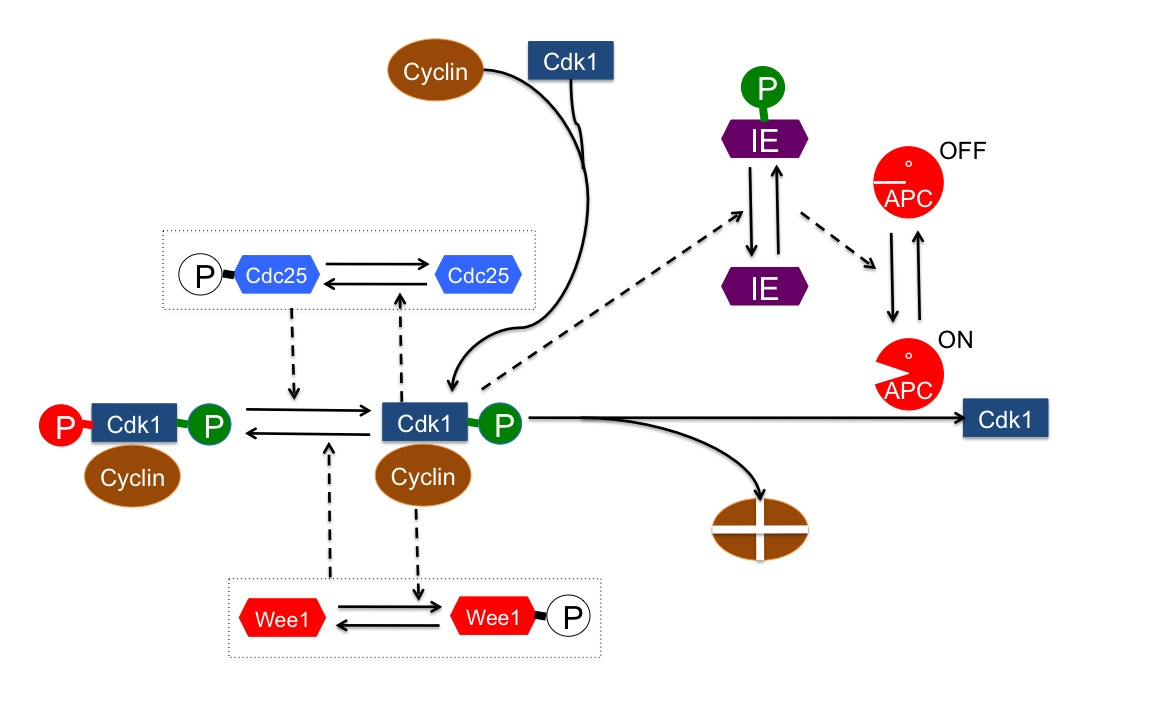 Cyclin
Cdk1
P
IE
OFF
APC
P
Cdc25
Cdc25
IE
ON
APC
P
Cdk1
P
Cdk1
P
Cdk1
Cyclin
Cyclin
Wee1
Wee1
P